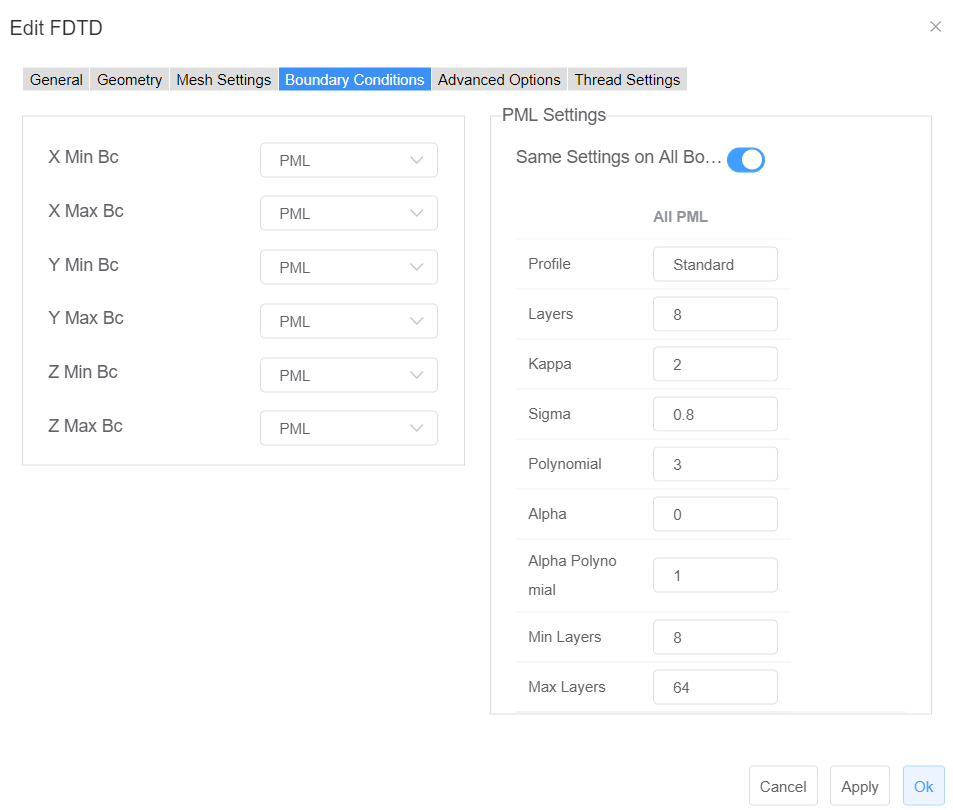 Edit FDTD
General Geometry Mesh Settings Boundary Conditions Advanced Options Thread Settings
X Min Bc PML
X Max Bc PML
Y Min Bc PML
Y Max Bc PML
Z Min Bc PML
Z Max Bc PML
PML Settings
Same Settings on All Bo...
All PML
Profile Standard
Layers 8
Kappa 2
Sigma 0.8
Polynomial 3
Alpha 0
Alpha Polyno
mial 1
Min Layers 8
Max Layers 64
Cancel Apply Ok